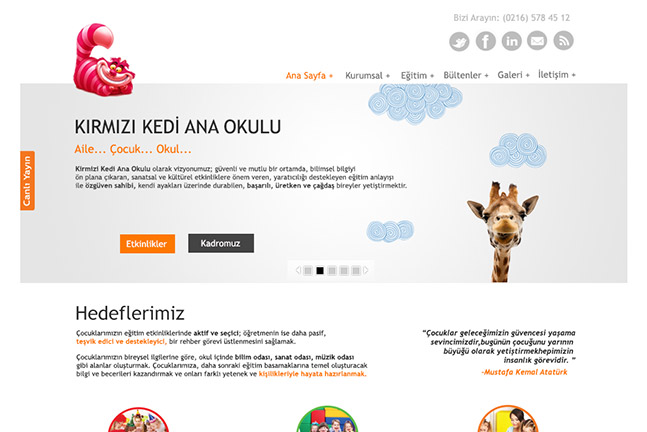 Bizi Arayın: (0216) 578 45 12
Ana Sayfa + Kurumsal + Eğitim + Bültenler + Galeri + İletişim +
KIRMIZI KEDİ ANA OKULU
Aile... Çocuk... Okul...
Kirmizi Kedi Ana Okulu olarak vizyonumuz; güvenli ve mutlu bir ortamda, bilimsel bilgiyi
ön plana çıkaran, sanatsal ve kültürel etkinliklere önem veren, yaratıcılığı destekleyen eğitim anlayışı
ile özgüven sahibi, kendi ayakları üzerinde durabilen, başarılı, üretken ve çağdaş bireyler yetiştirmektir.
Canlı Yayın
Etkinlikler
Kadromuz
Hedeflerimiz
Çocuklarımızın eğitim etkinliklerinde aktif ve seçici; öğretmenin ise daha pasif,
teşvik edici ve destekleyici, bir rehber görevi üstlenmesini sağlamak.
Çocuklarımızın bireysel ilgilerine göre, okul içinde bilim odası, sanat odası, müzik odası
gibi alanlar oluşturmak. Çocuklarımıza, daha sonraki eğitim basamaklarına temel oluşturacak
bilgi ve becerileri kazandırmak ve onları farklı yetenek ve kişilikleriyle hayata hazırlanmak.
"Çocuklar geleceğimizin güvencesi yaşama
sevincimizdir,bugünün çocuğunu yarının
büyüğü olarak yetiştirmekhepimizin
insanlık görevidir. "
-Mustafa Kemal Atatürk